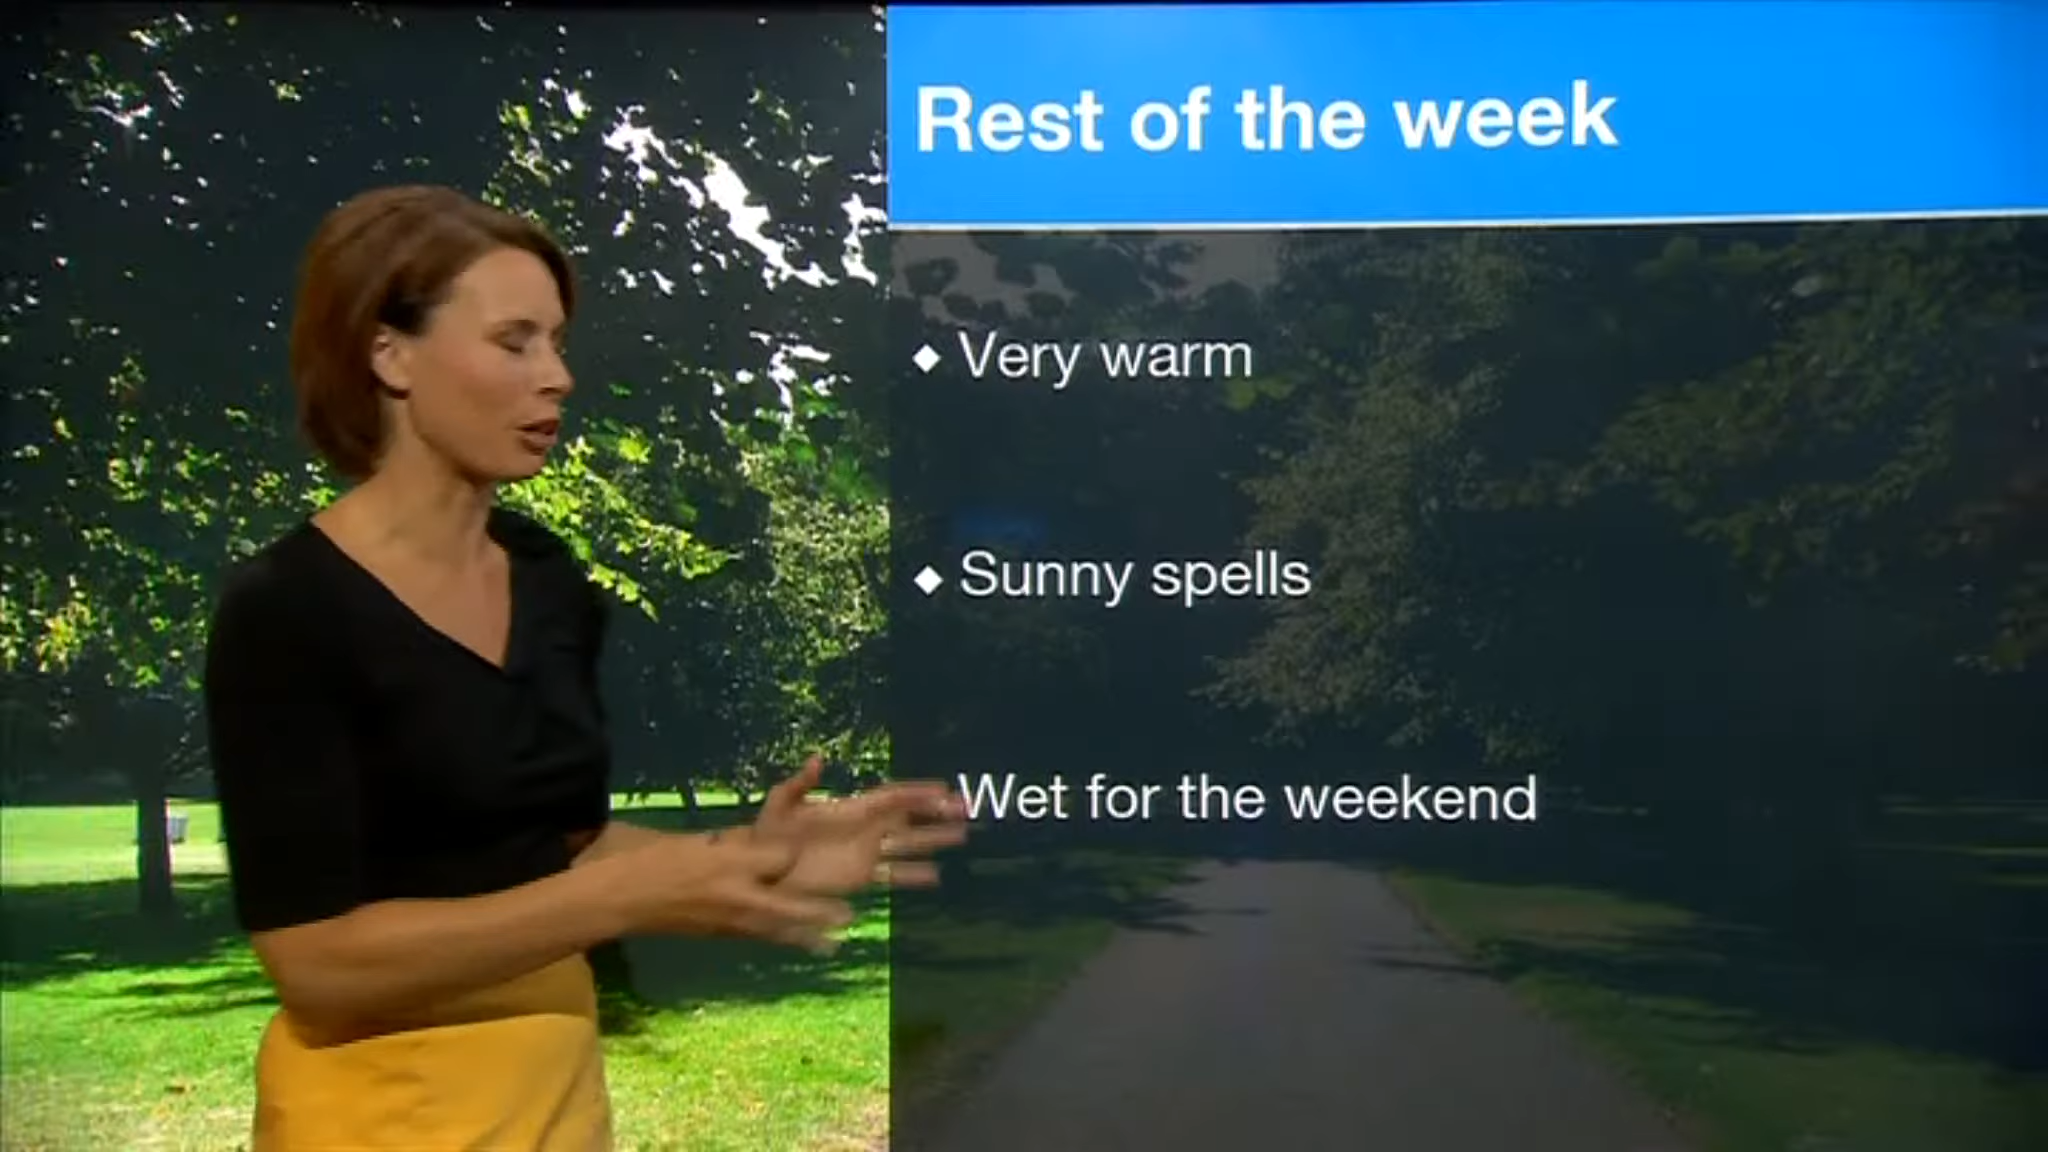 Rest of the week
Very warm
Sunny spells
Wet for the weekend